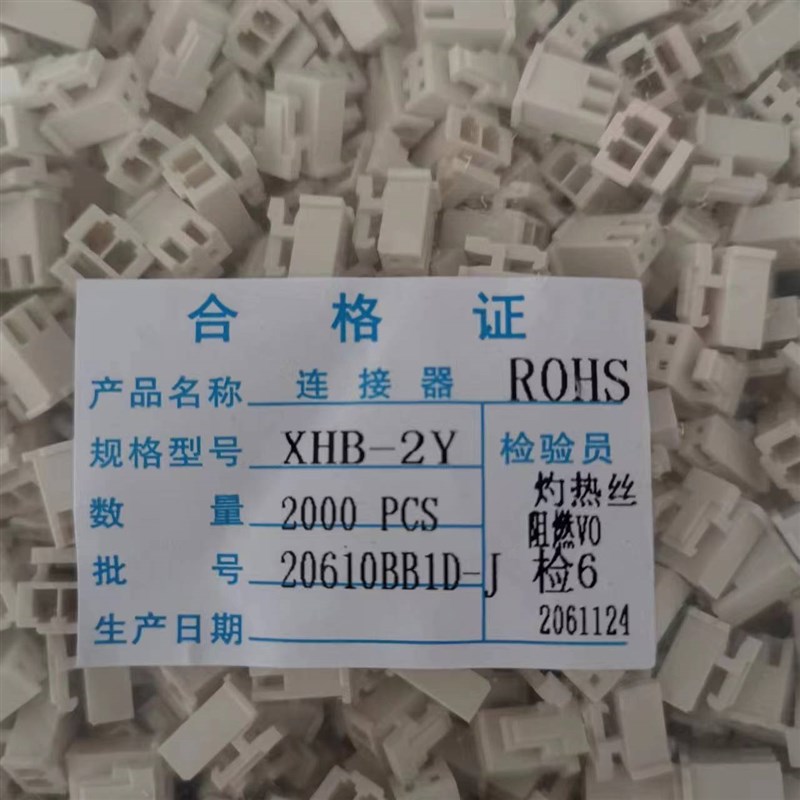 合格证
产品名称 连接器 ROHS
规格型号 XHB-2Y 检验员
灼热丝
数量 2000 PCS
阻燃VO
批号 20610BB1D-J 检6
生产日期 2061124